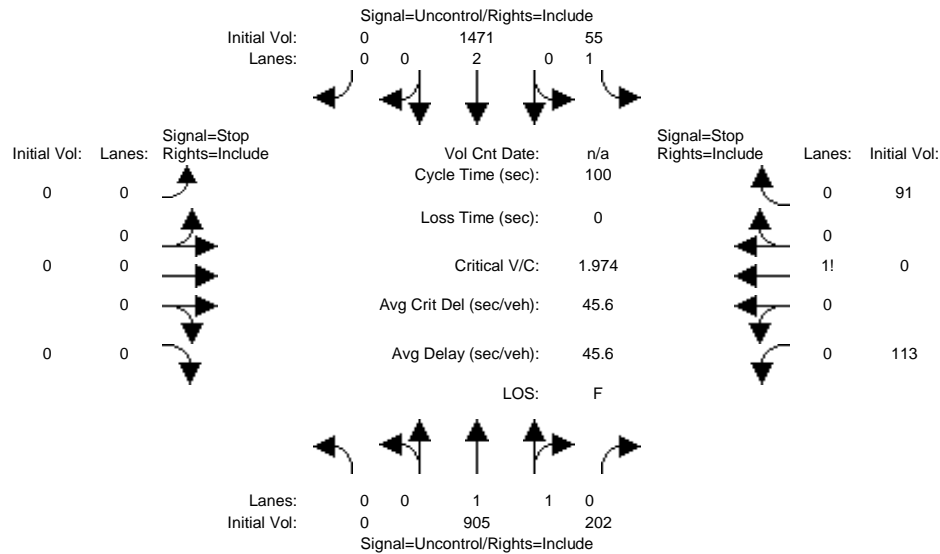 Signal=Uncontrol/Rights=Include
Initial Vol: 0 1471 55
Lanes: 0 0 2 0 1
Signal=Stop Signal=Stop
Initial Vol: Lanes: Rights=Include Vol Cnt Date: n/a Rights=Include Lanes: Initial Vol:
Cycle Time (sec): 100
0 0 0 91
Loss Time (sec): 0
0 0
0 0 Critical V/C: 1.974 1! 0
0 Avg Crit Del (sec/veh): 45.6 0
0 0 Avg Delay (sec/veh): 45.6 0 113
LOS: F
Lanes: 0 0 1 1 0
Initial Vol: 0 905 202
Signal=Uncontrol/Rights=Include